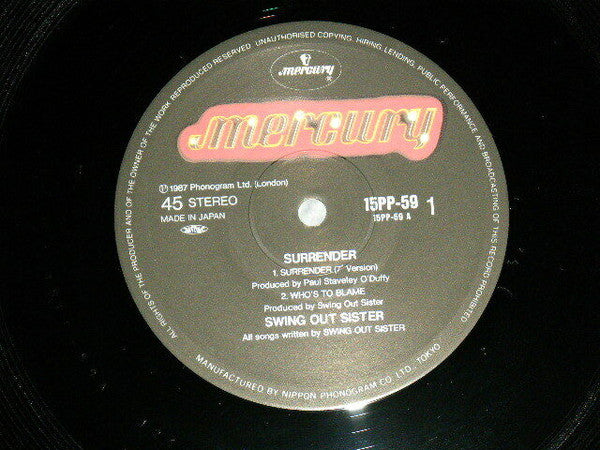 ALL RIGHTS OF THE PRODUCER AND OF THE OWNER OF THE WORK REPRODUCED RESERVED. UNAUTHORISED COPYING, HIRING, LENDING, PUBLIC PERFORMANCE AND BROADCASTING OF THIS RECORD PROHIBITED
mercury
mercury
Ⓟ 1987 Phonogram Ltd. (London)
45 STEREO
MADE IN JAPAN
15PP-59 1
15PP-59 A
SURRENDER
1. SURRENDER (7" Version)
Produced by Paul Staveley O'Duffy
2. WHO'S TO BLAME
Produced by Swing Out Sister
SWING OUT SISTER
All songs written by SWING OUT SISTER
MANUFACTURED BY NIPPON PHONOGRAM CO. LTD., TOKYO